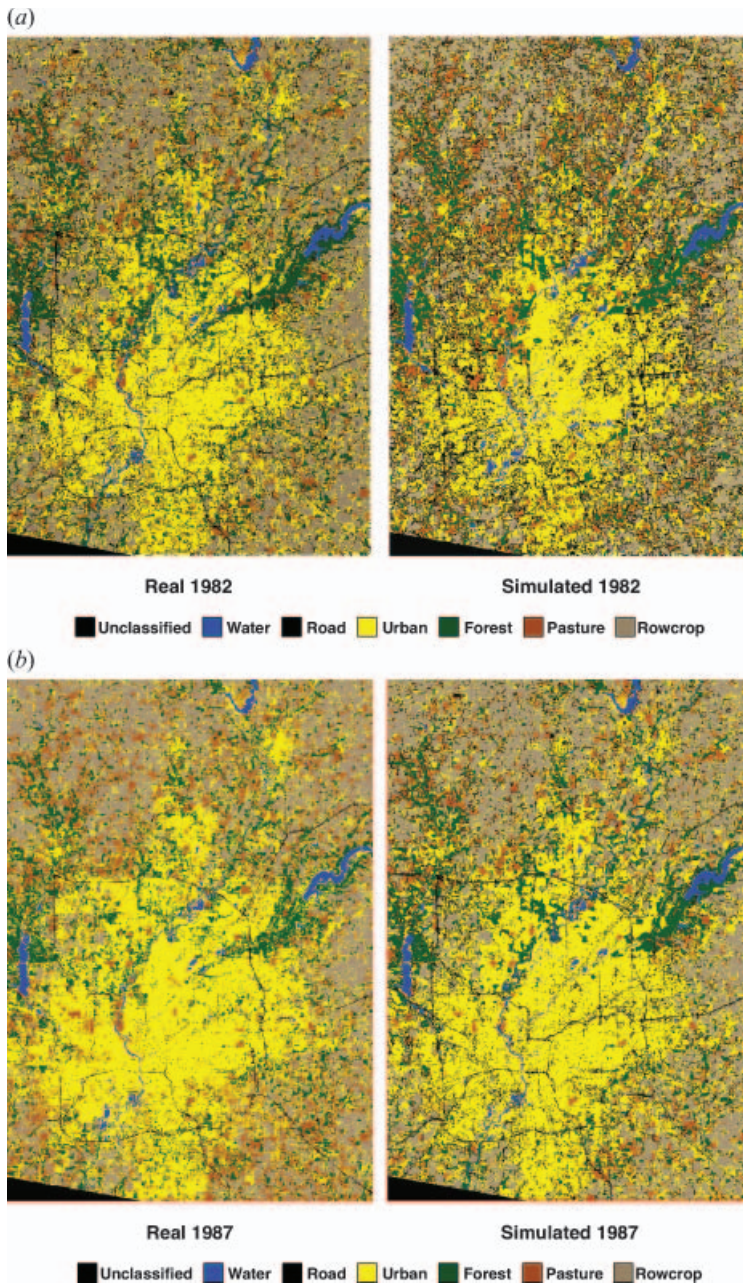 (a)
Real 1982 Simulated 1982
Unclassified Water Road Urban Forest Pasture Rowcrop
(b)
Real 1987 Simulated 1987
Unclassified Water Road Urban Forest Pasture Rowcrop